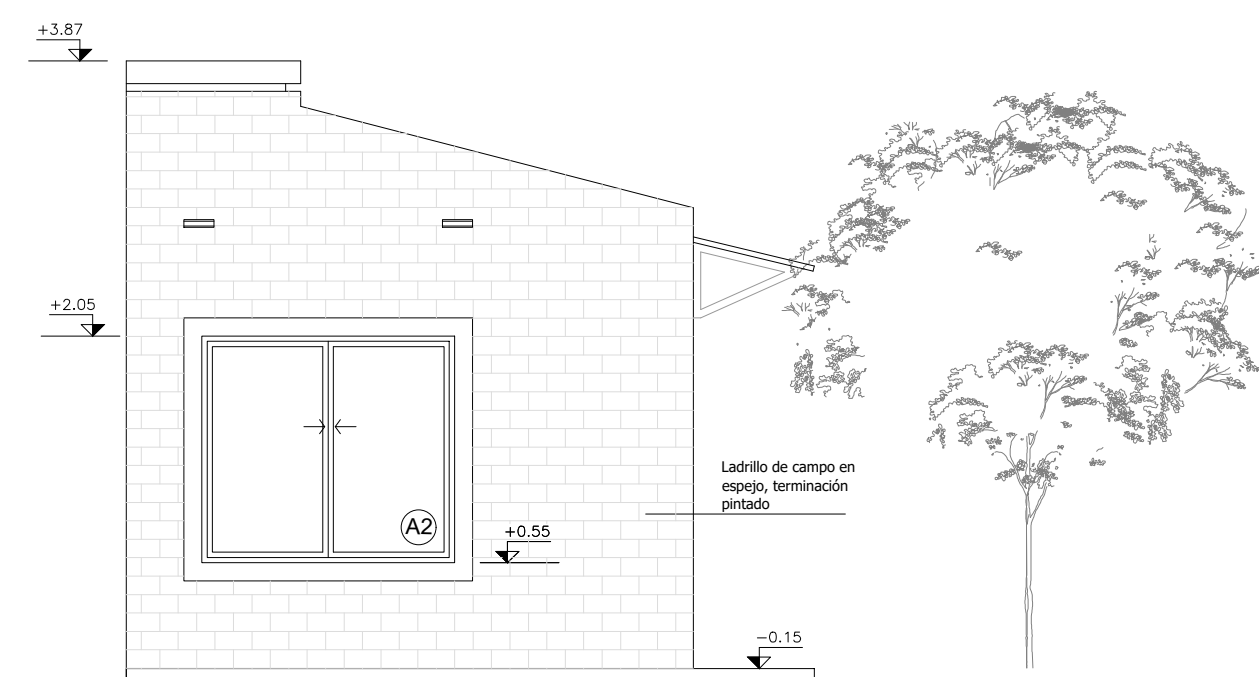 +3.87
+2.05
Ladrillo de campo en
espejo, terminación
pintado
A2
+0.55
-0.15